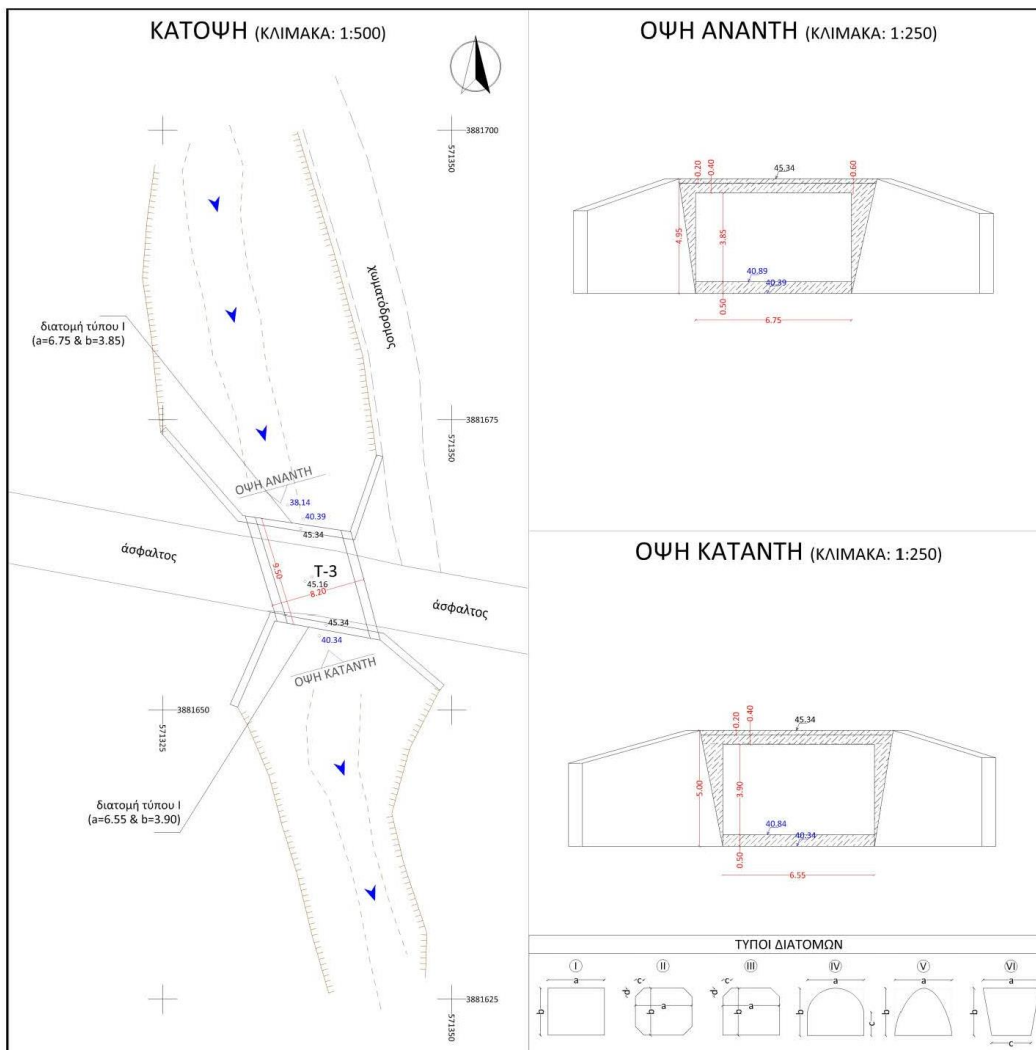 ΚΑΤΟΨΗ (ΚΛΙΜΑΚΑ: 1:500)
3881700
571350
χωματόδρομος
διατομή τύπου I
(a=6.75 & b=3.85)
3881675
571350
ΟΨΗ ΑΝΑΝΤΗ
38.14
40.39
45.34
άσφαλτος
9.50
T-3
45.16
8.20
άσφαλτος
45.34
40.34
ΟΨΗ ΚΑΤΑΝΤΗ
3881650
571325
διατομή τύπου I
(a=6.55 & b=3.90)
3881625
571350
ΟΨΗ ΑΝΑΝΤΗ (ΚΛΙΜΑΚΑ: 1:250)
0.20
0.40
45.34
0.60
4.95
3.85
40.89
40.39
0.50
6.75
ΟΨΗ ΚΑΤΑΝΤΗ (ΚΛΙΜΑΚΑ: 1:250)
0.20
0.40
45.34
5.00
3.90
40.84
40.34
0.50
6.55
ΤΥΠΟΙ ΔΙΑΤΟΜΩΝ
I II III IV V VI
a
b
c
d
a
b
c
d
a
b
a
b
c
a
b
a
b
c